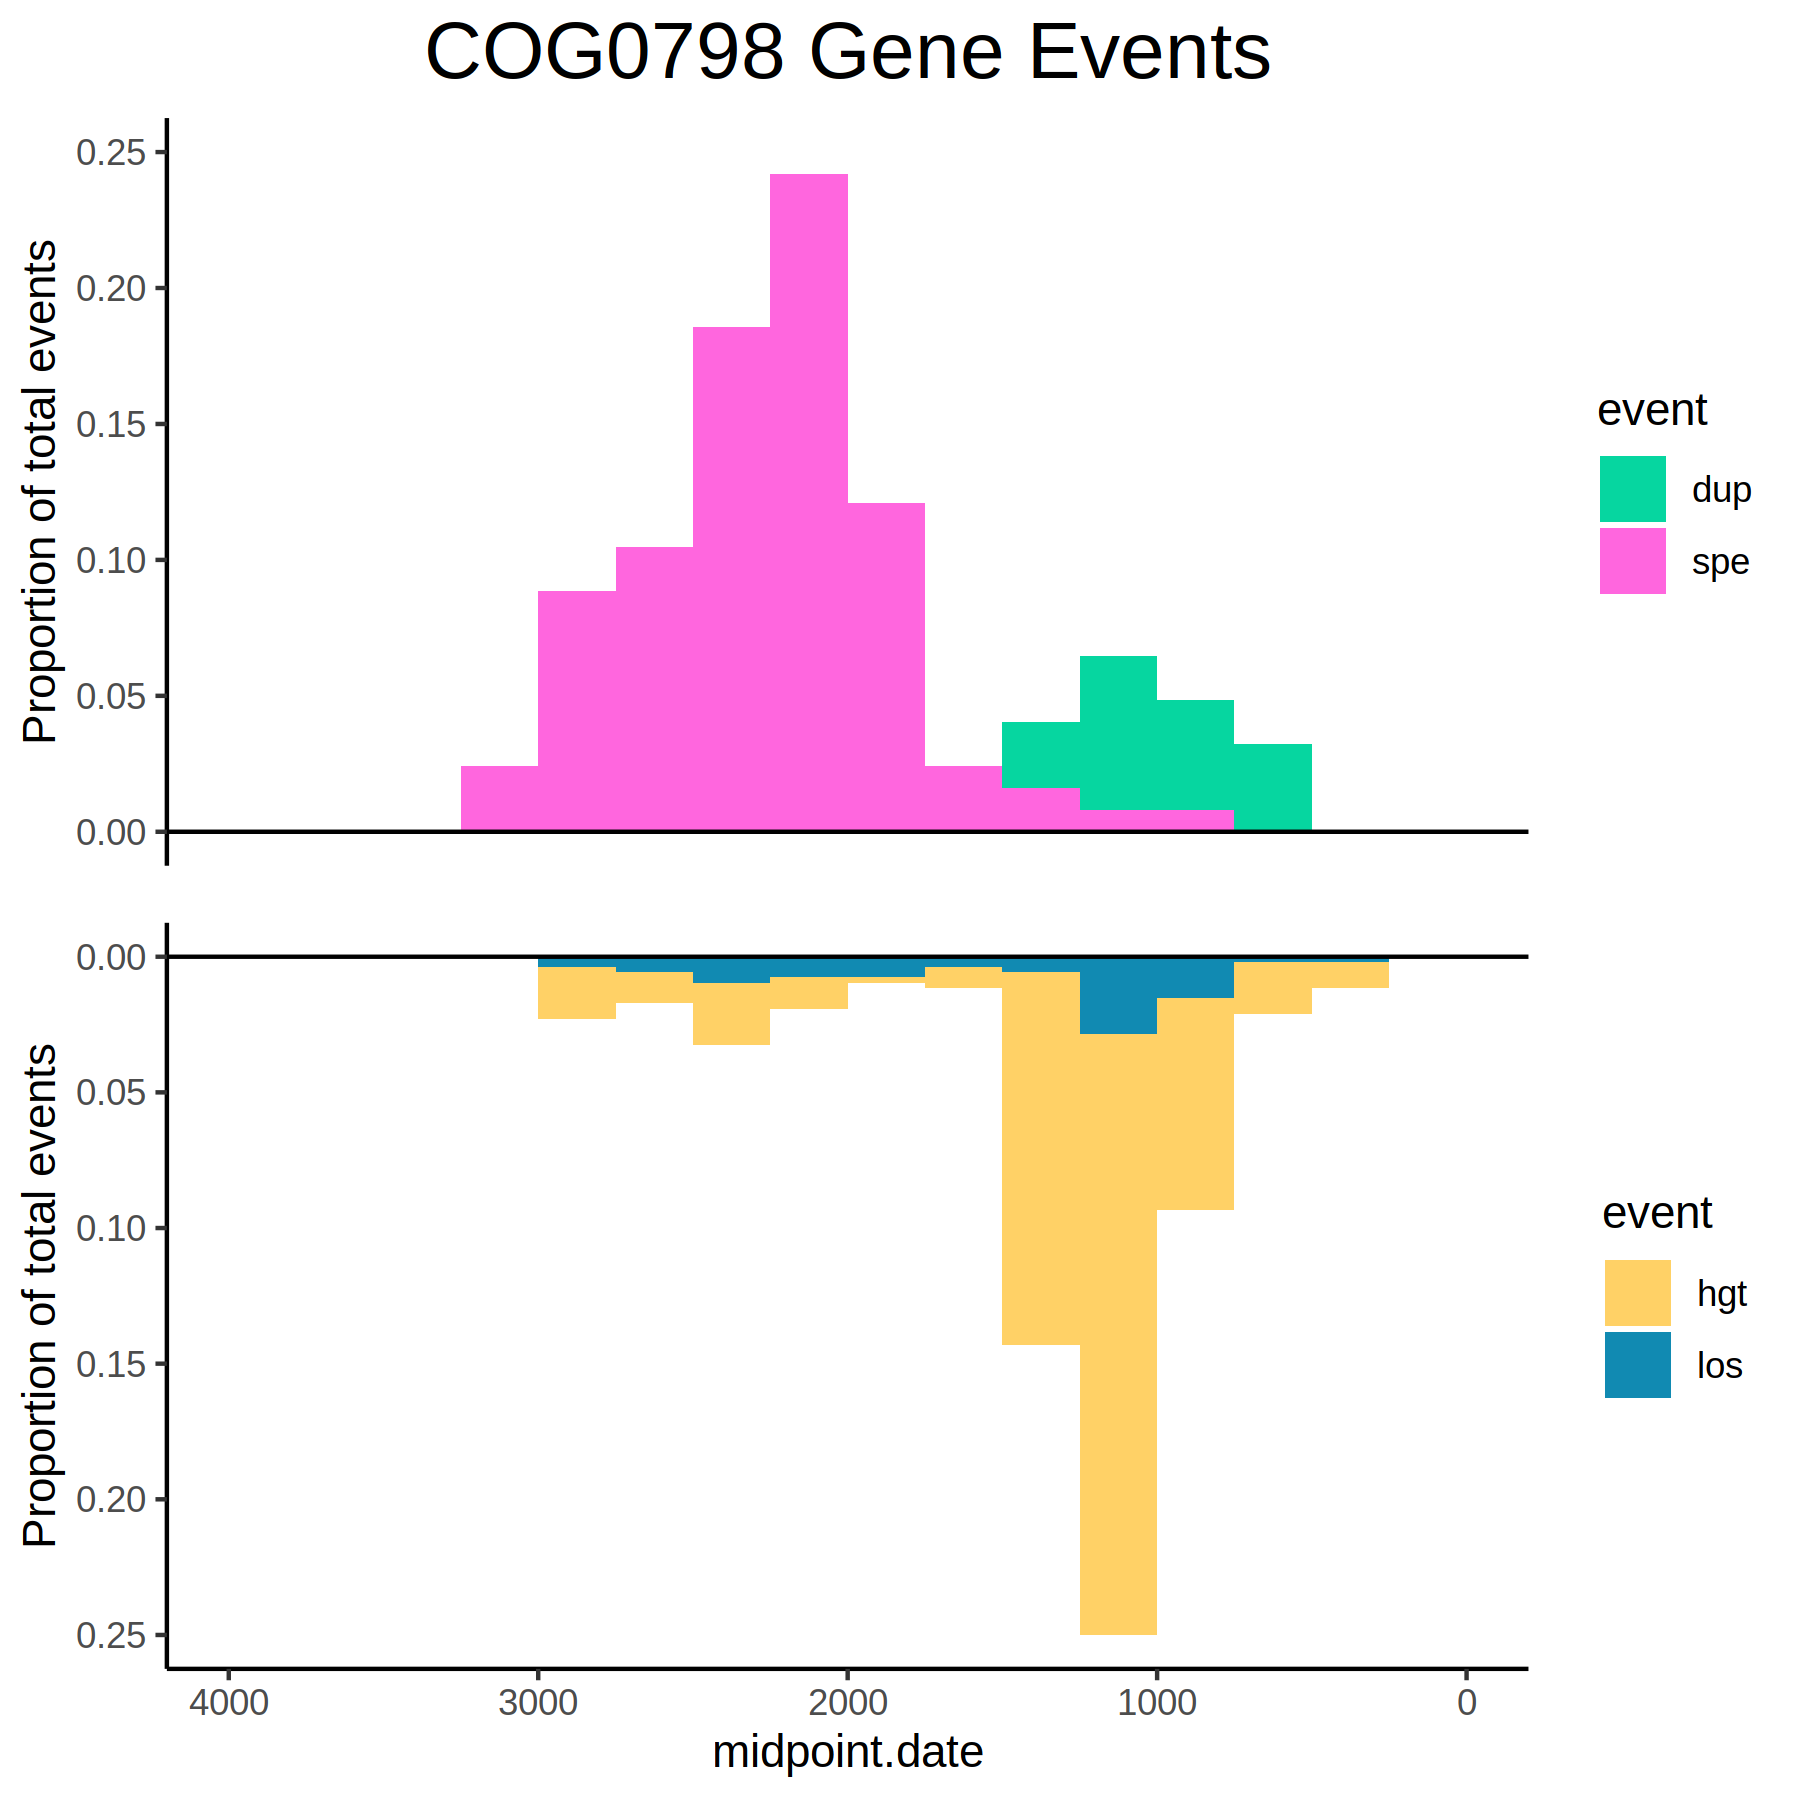 COG0798 Gene Events
Proportion of total events
0.25
0.20
0.15
0.10
0.05
0.00
event
dup
spe
Proportion of total events
0.00
0.05
0.10
0.15
0.20
0.25
event
hgt
los
4000 3000 2000 1000 0
midpoint.date